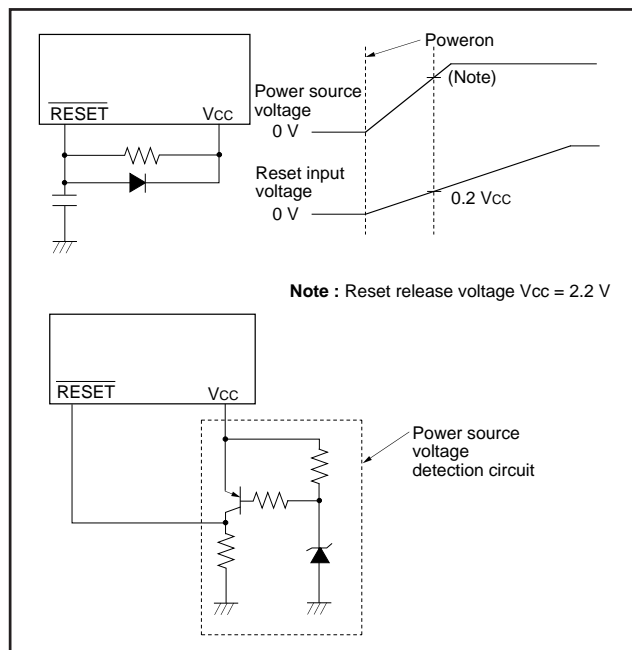 Poweron
RESET
VCC
Power source
voltage
0 V
(Note)
Reset input
voltage
0 V
0.2 VCC
Note : Reset release voltage Vcc = 2.2 V
RESET
VCC
Power source
voltage
detection circuit